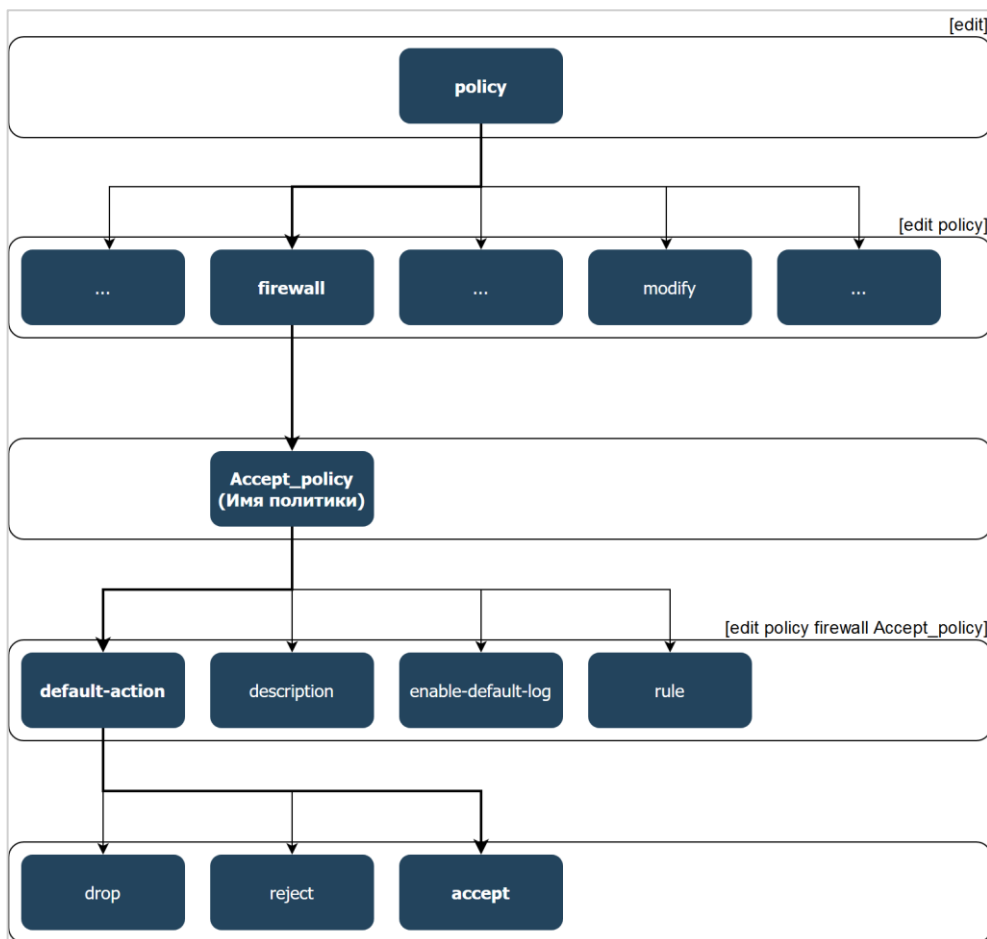 [edit]
policy
[edit policy]
...
firewall
...
modify
...
Accept_policy
(Имя политики)
[edit policy firewall Accept_policy]
default-action
description
enable-default-log
rule
drop
reject
accept